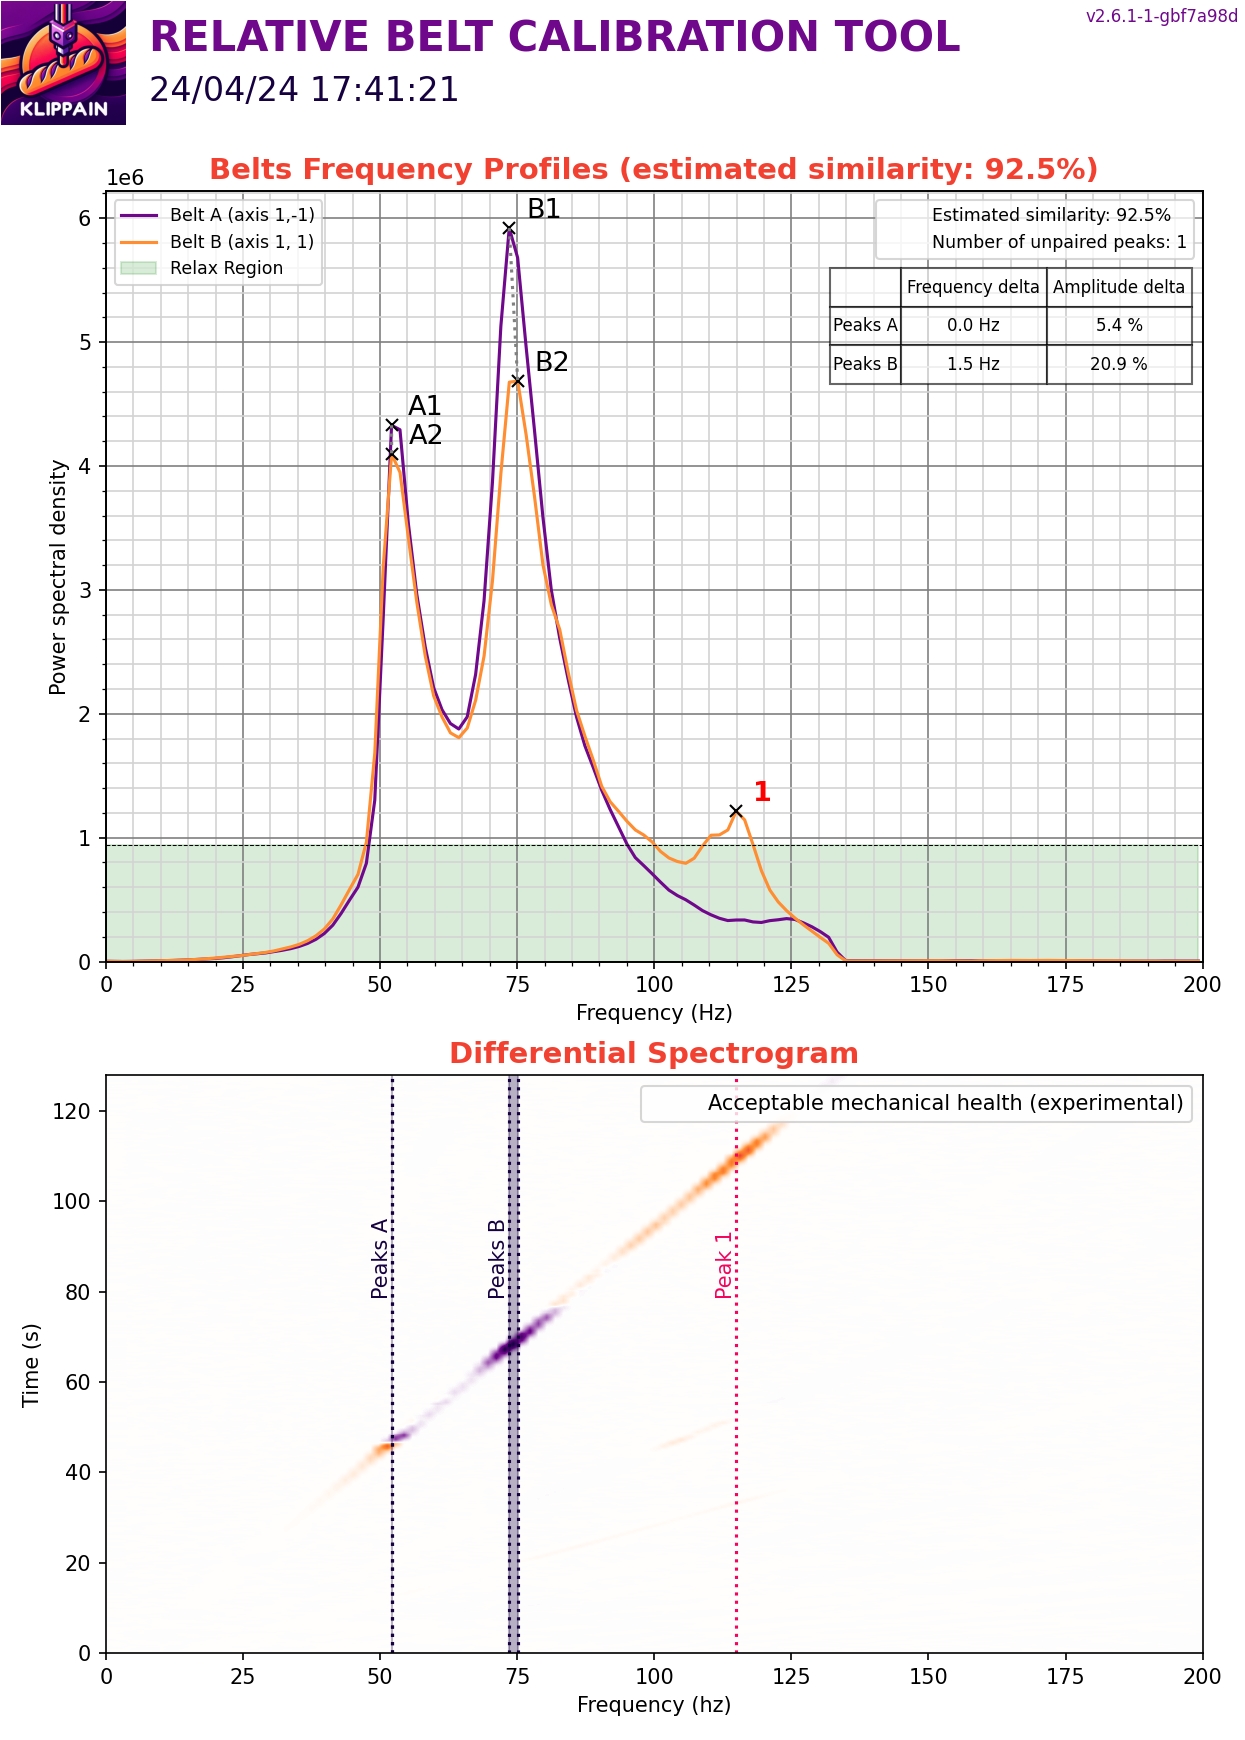 KLIPPAIN
RELATIVE BELT CALIBRATION TOOL
24/04/24 17:41:21
v2.6.1-1-gbf7a98d
Belts Frequency Profiles (estimated similarity: 92.5%)
1e6
Belt A (axis 1,-1)
Belt B (axis 1, 1)
Relax Region
Estimated similarity: 92.5%
Number of unpaired peaks: 1
Frequency delta Amplitude delta
Peaks A 0.0 Hz 5.4 %
Peaks B 1.5 Hz 20.9 %
B1
B2
A1
A2
1
Power spectral density
6
5
4
3
2
1
0
0 25 50 75 100 125 150 175 200
Frequency (Hz)
Differential Spectrogram
Acceptable mechanical health (experimental)
Peaks A
Peaks B
Peak 1
Time (s)
120
100
80
60
40
20
0
0 25 50 75 100 125 150 175 200
Frequency (hz)